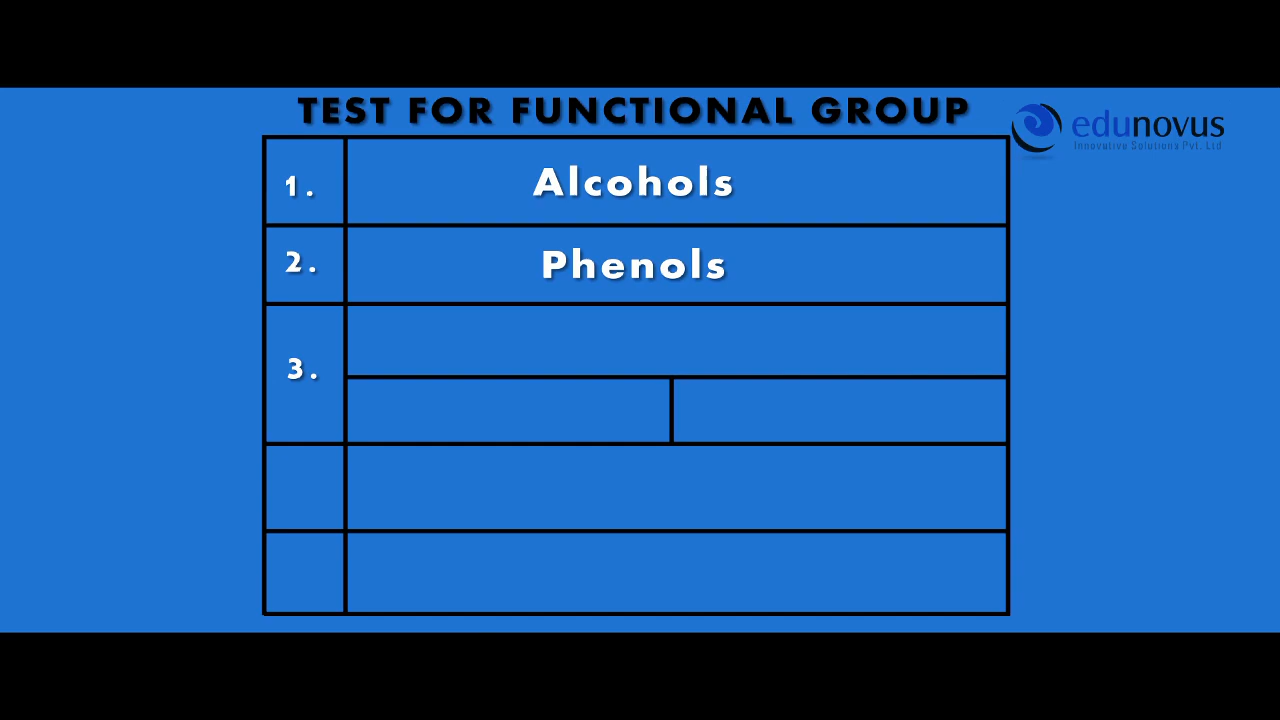 TEST FOR FUNCTIONAL GROUP
edunovus
Innovative Solutions Pvt. Ltd
1. Alcohols
2. Phenols
3.